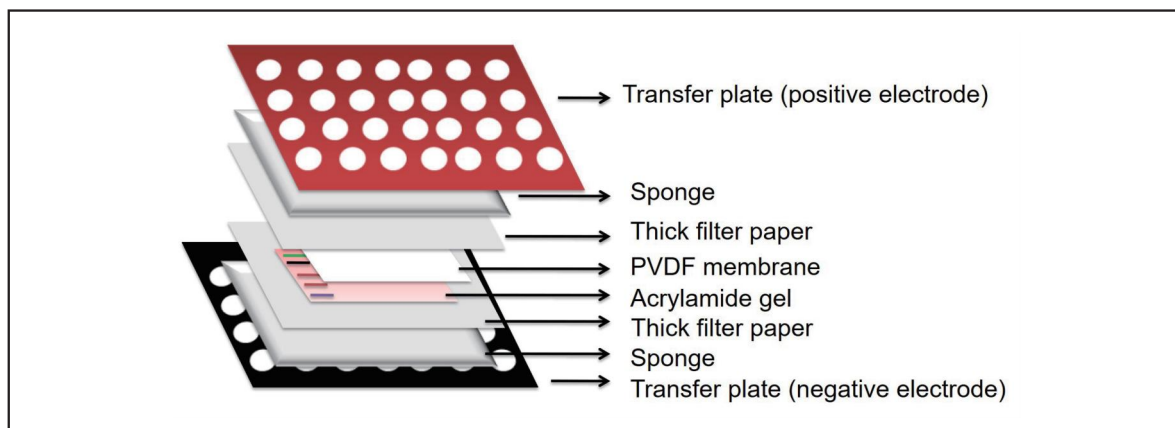 Transfer plate (positive electrode)
Sponge
Thick filter paper
PVDF membrane
Acrylamide gel
Thick filter paper
Sponge
Transfer plate (negative electrode)